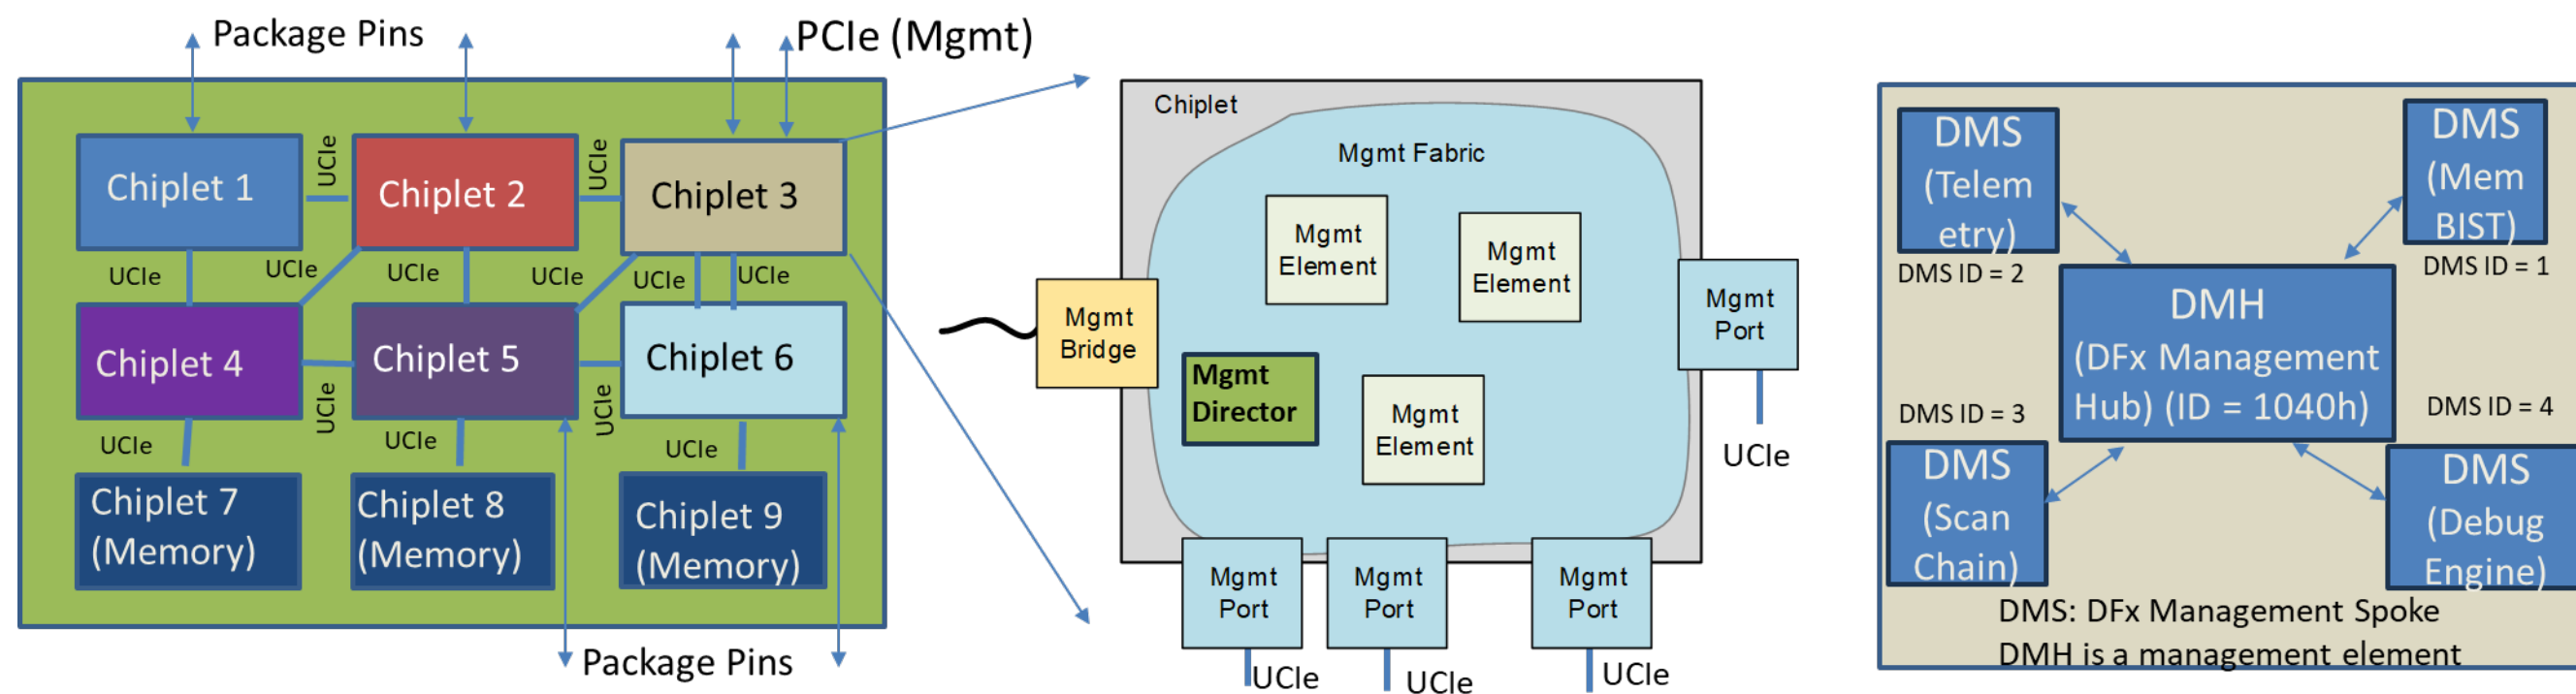 Package Pins
PCIe (Mgmt)
Chiplet 1
UCIe
Chiplet 2
UCIe
Chiplet 3
UCIe
UCIe
UCIe
UCIe
UCIe
UCIe
Chiplet 4
UCIe
Chiplet 5
UCIe
Chiplet 6
UCIe
UCIe
UCIe
Chiplet 7
(Memory)
Chiplet 8
(Memory)
Chiplet 9
(Memory)
Package Pins
Chiplet
Mgmt Fabric
Mgmt
Element
Mgmt
Element
Mgmt
Bridge
Mgmt
Port
UCIe
Mgmt
Director
Mgmt
Element
Mgmt
Port
Mgmt
Port
Mgmt
Port
UCIe
UCIe
UCIe
DMS
(Telem
etry)
DMS ID = 2
DMS
(Mem
BIST)
DMS ID = 1
DMH
(DFx Management
Hub) (ID = 1040h)
DMS ID = 3
DMS
(Scan
Chain)
DMS ID = 4
DMS
(Debug
Engine)
DMS: DFx Management Spoke
DMH is a management element